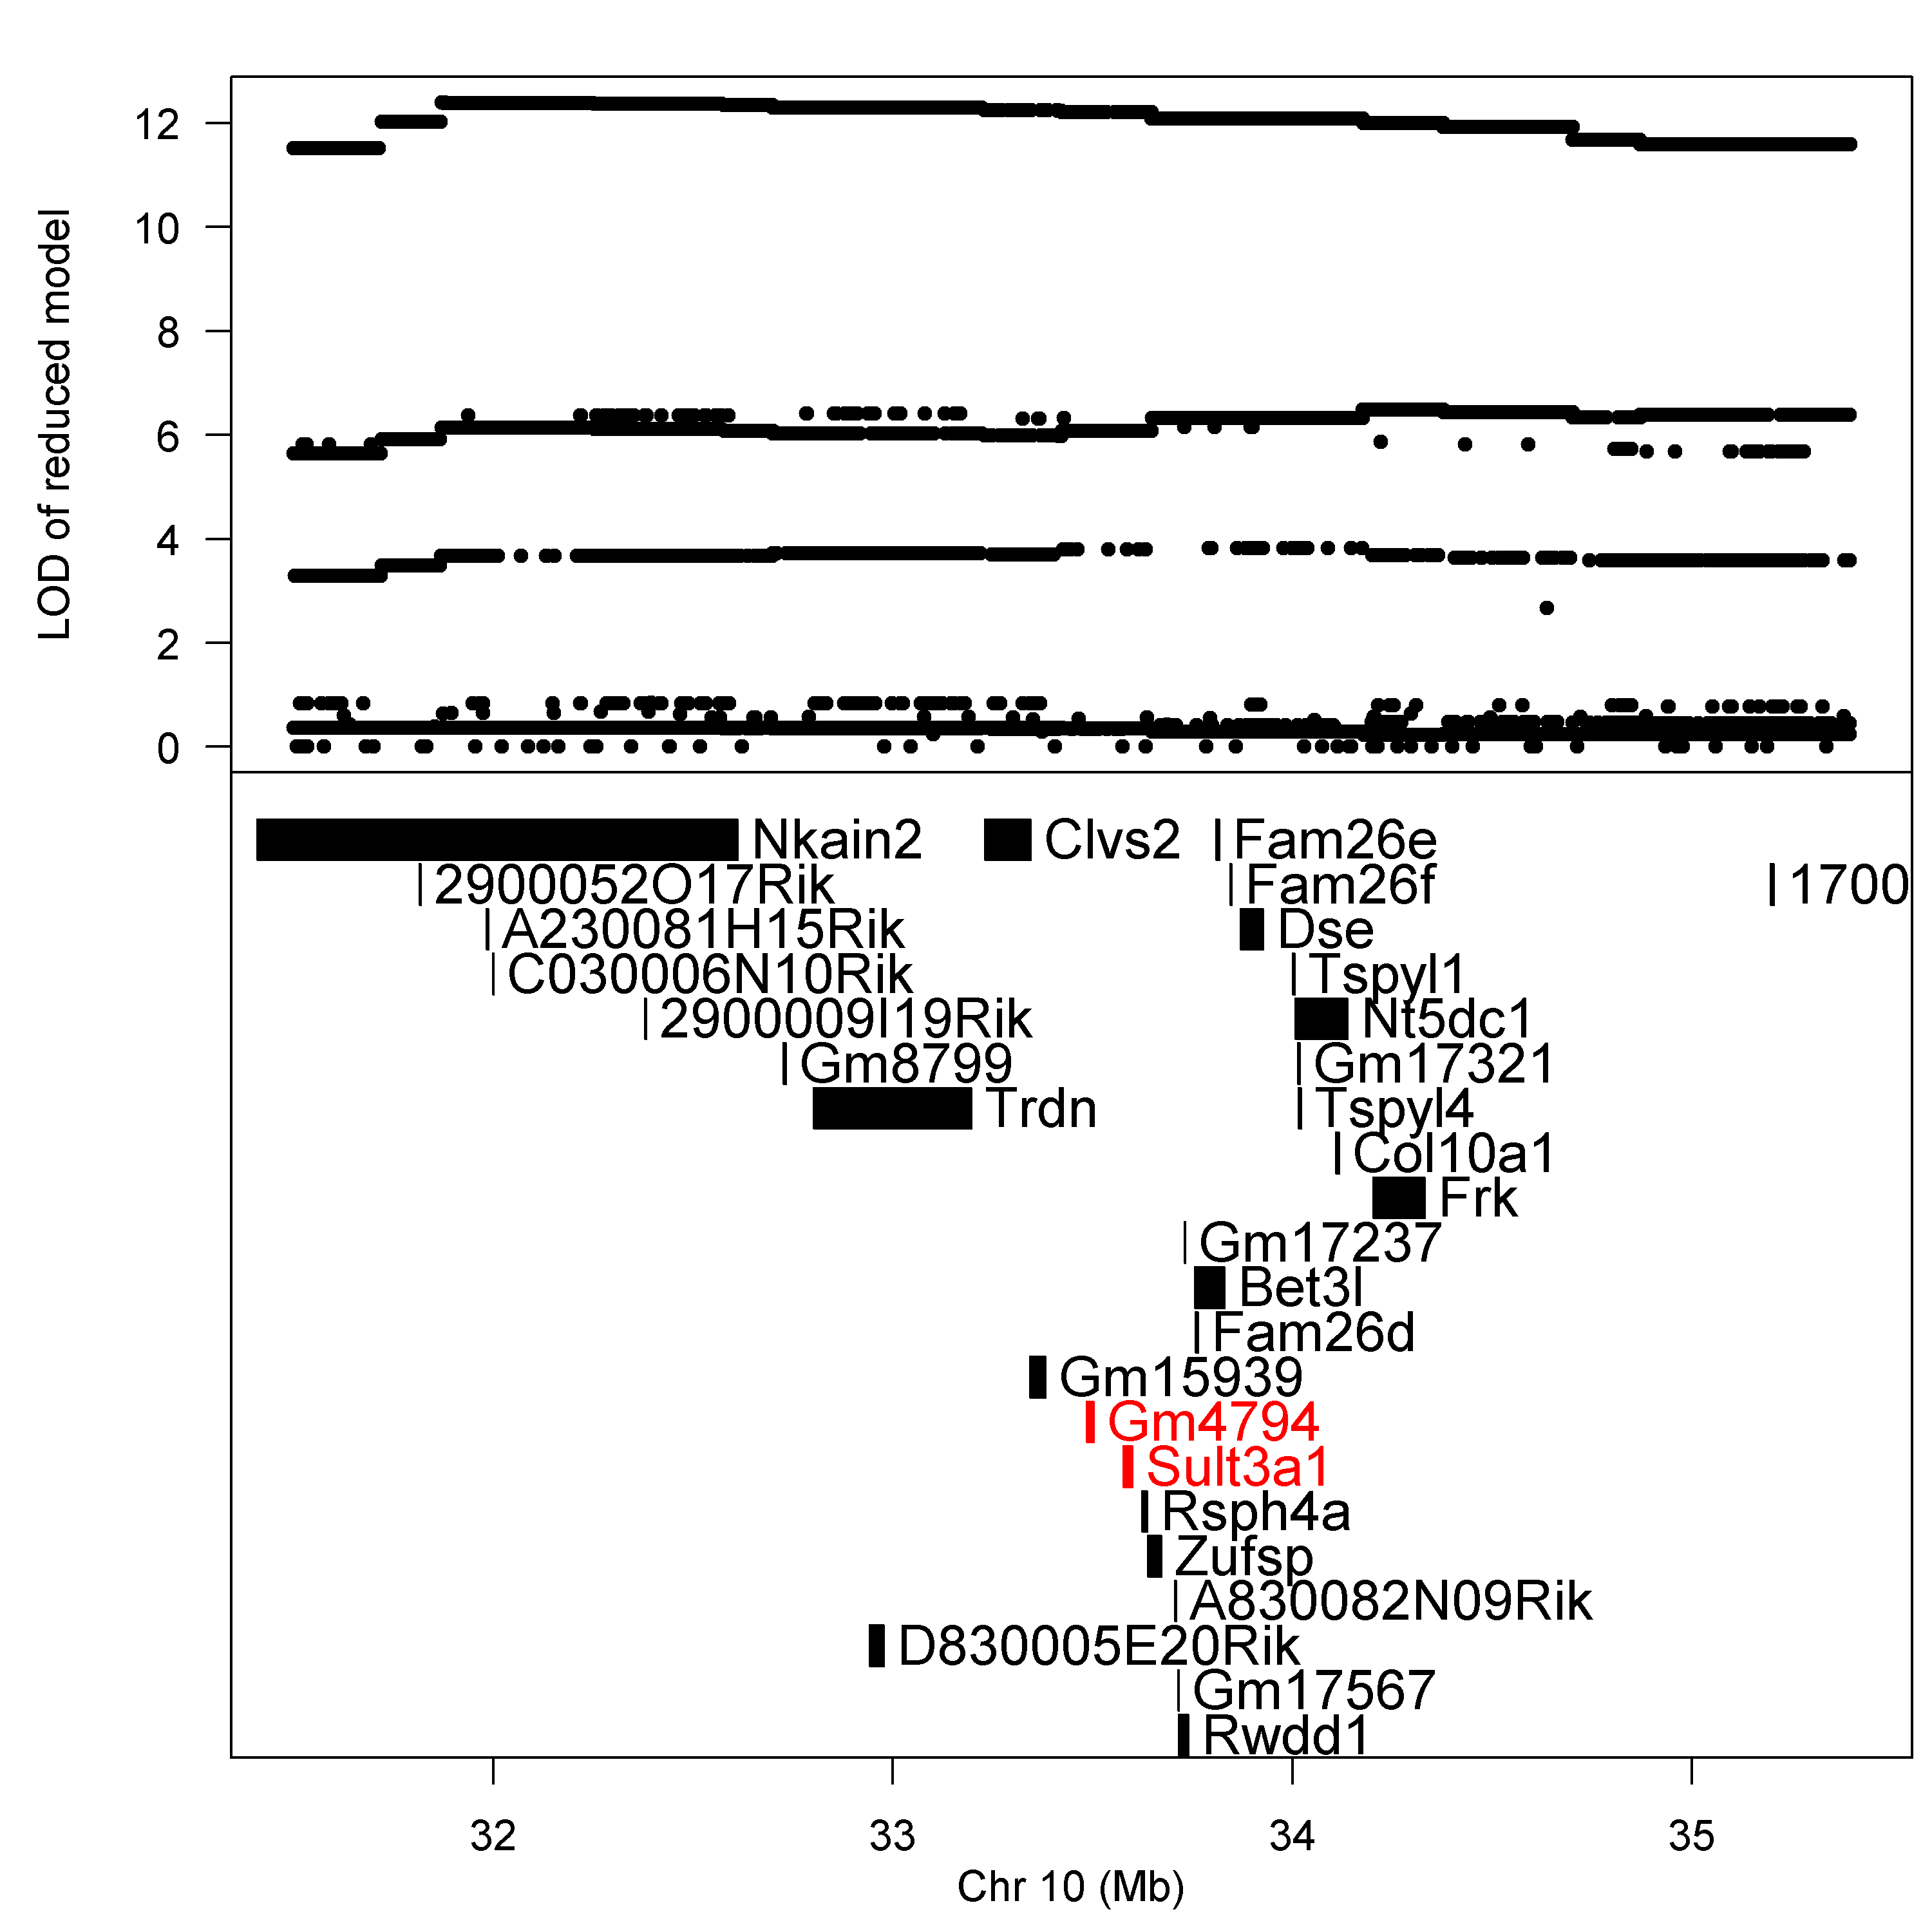 LOD of reduced model
12
10
8
6
4
2
0
Nkain2 Clvs2 Fam26e
2900052O17Rik Fam26f 1700
A230081H15Rik Dse
C030006N10Rik Tspyl1
2900009I19Rik Nt5dc1
Gm8799 Gm17321
Trdn Tspyl4
Col10a1
Frk
Gm17237
Bet3l
Fam26d
Gm15939
Gm4794
Sult3a1
Rsph4a
Zufsp
A830082N09Rik
D830005E20Rik
Gm17567
Rwdd1
32 33 34 35
Chr 10 (Mb)